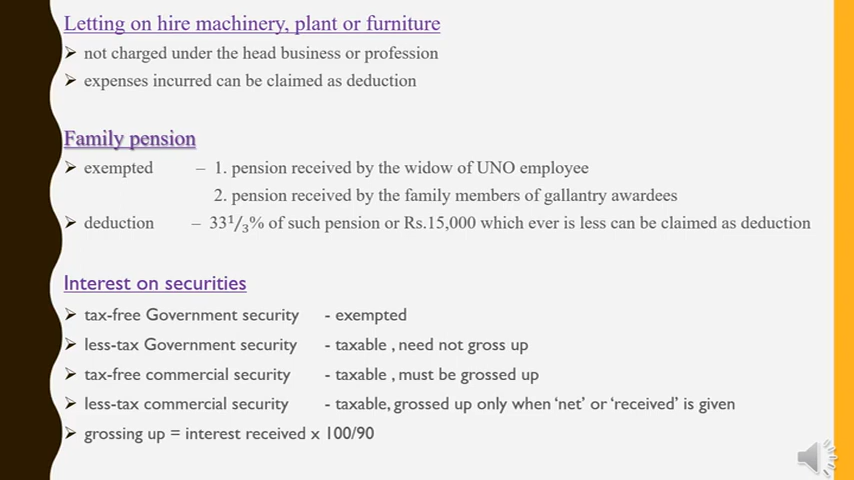 Letting on hire machinery, plant or furniture
➢ not charged under the head business or profession
➢ expenses incurred can be claimed as deduction
Family pension
➢ exempted – 1. pension received by the widow of UNO employee
2. pension received by the family members of gallantry awardees
➢ deduction – 33 1/3% of such pension or Rs.15,000 which ever is less can be claimed as deduction
Interest on securities
➢ tax-free Government security - exempted
➢ less-tax Government security - taxable , need not gross up
➢ tax-free commercial security - taxable , must be grossed up
➢ less-tax commercial security - taxable, grossed up only when ‘net’ or ‘received’ is given
➢ grossing up = interest received x 100/90